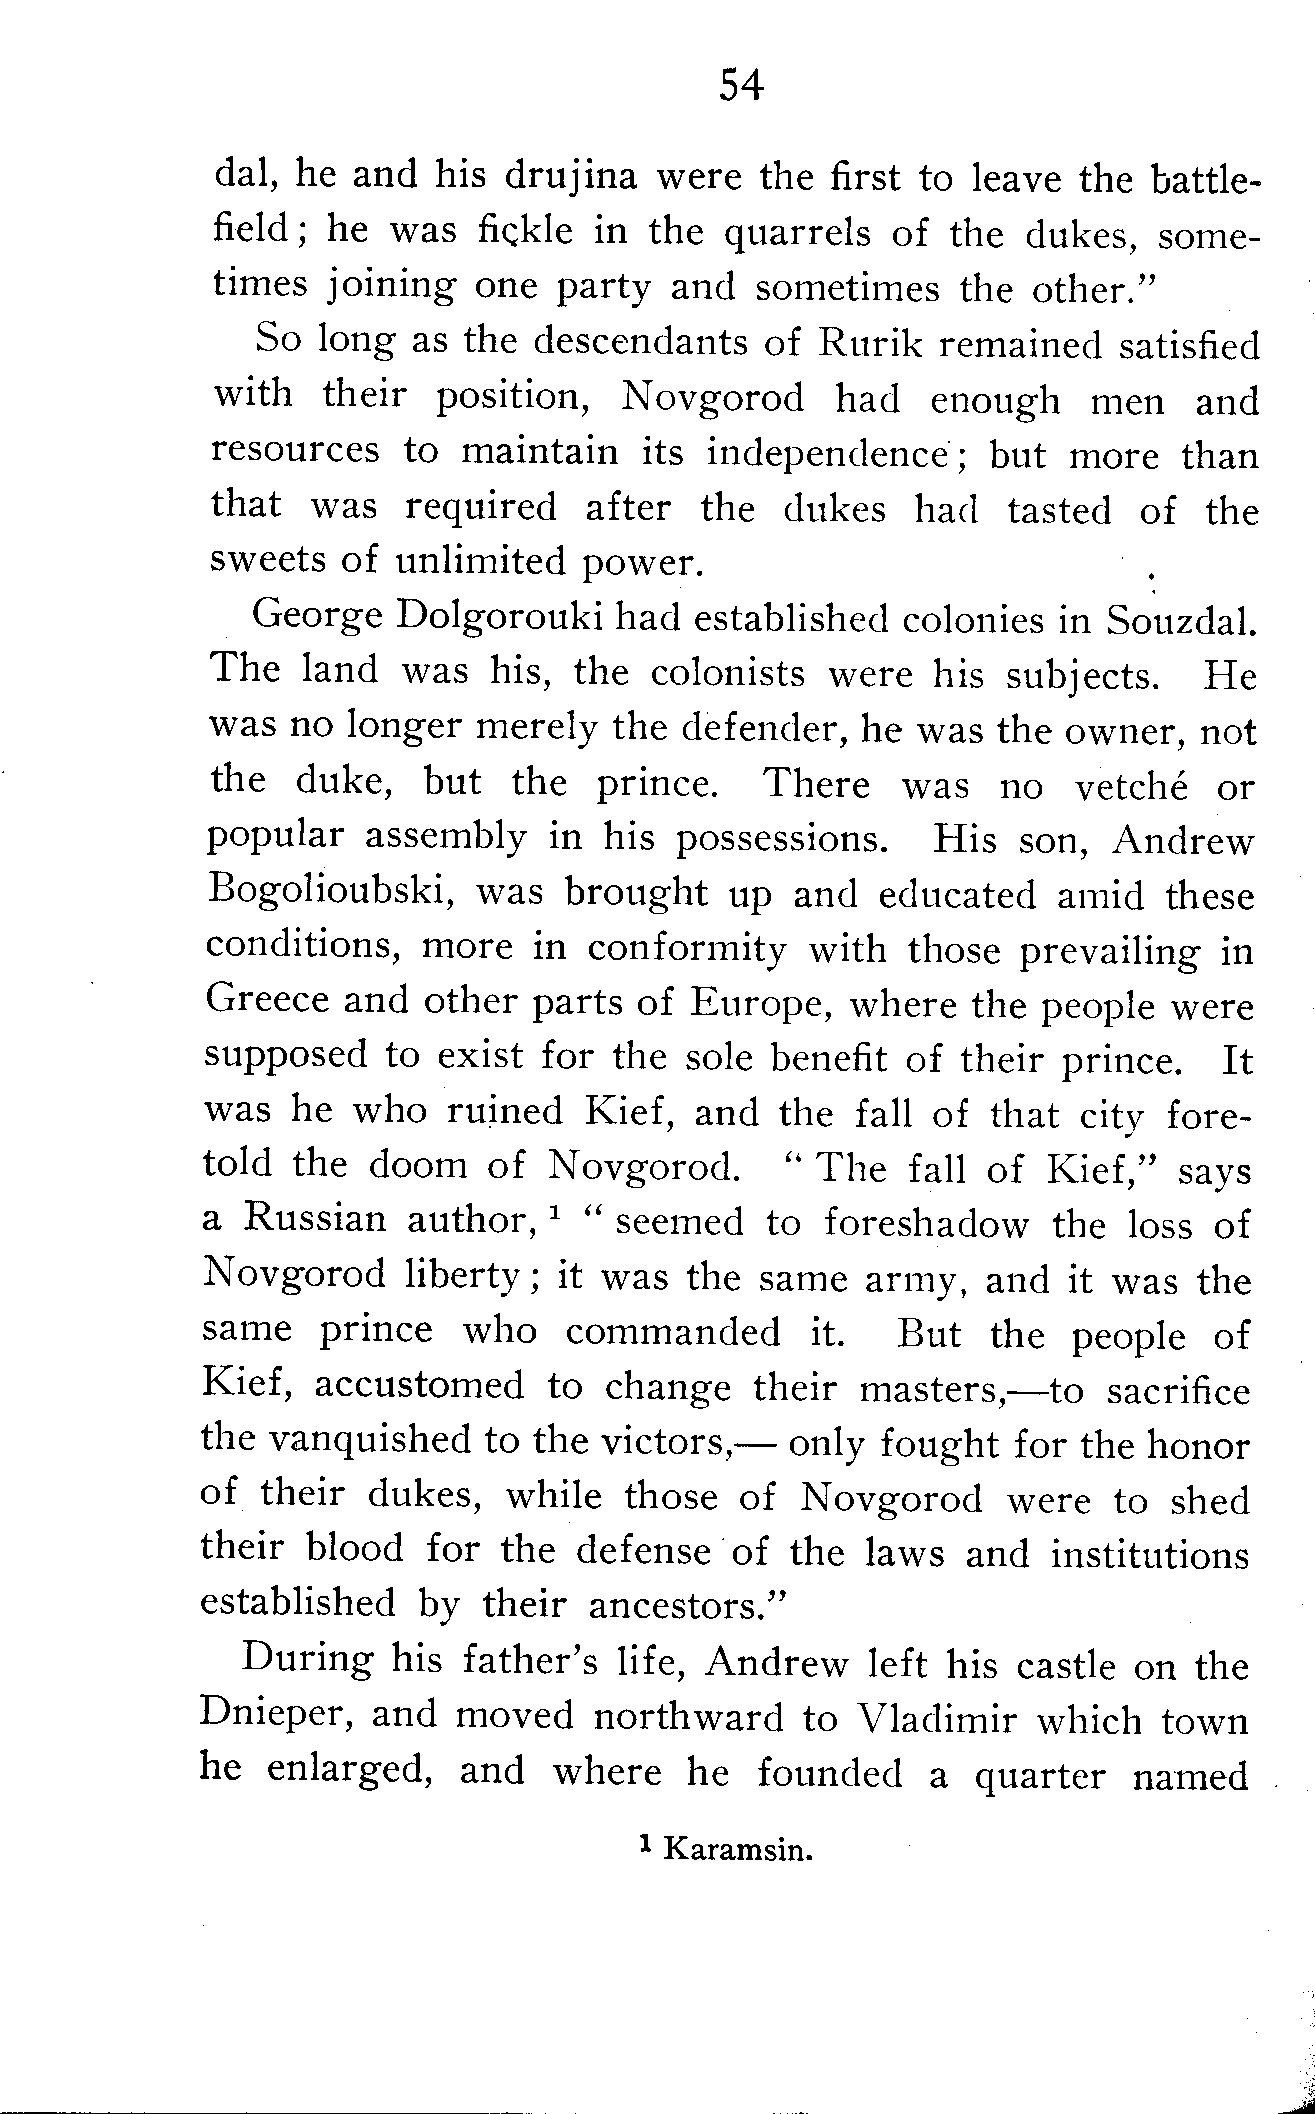 54
dal, he and his drujina were the first to leave the battle-
field; he was fickle in the quarrels of the dukes, some-
times joining one party and sometimes the other.”
So long as the descendants of Rurik remained satisfied
with their position, Novgorod had enough men and
resources to maintain its independence; but more than
that was required after the dukes had tasted of the
sweets of unlimited power.
George Dolgorouki had established colonies in Souzdal.
The land was his, the colonists were his subjects. He
was no longer merely the defender, he was the owner, not
the duke, but the prince. There was no vetché or
popular assembly in his possessions. His son, Andrew
Bogolioubski, was brought up and educated amid these
conditions, more in conformity with those prevailing in
Greece and other parts of Europe, where the people were
supposed to exist for the sole benefit of their prince. It
was he who ruined Kief, and the fall of that city fore-
told the doom of Novgorod. “The fall of Kief,” says
a Russian author, ¹ “seemed to foreshadow the loss of
Novgorod liberty; it was the same army, and it was the
same prince who commanded it. But the people of
Kief, accustomed to change their masters,—to sacrifice
the vanquished to the victors,— only fought for the honor
of their dukes, while those of Novgorod were to shed
their blood for the defense of the laws and institutions
established by their ancestors.”
During his father’s life, Andrew left his castle on the
Dnieper, and moved northward to Vladimir which town
he enlarged, and where he founded a quarter named
¹ Karamsin.